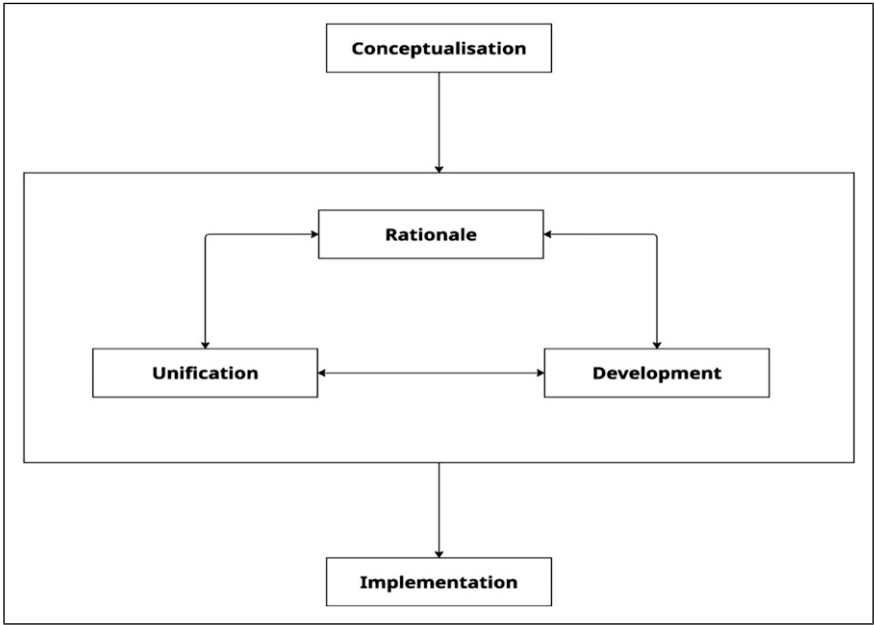 Conceptualisation
Rationale
Unification
Development
Implementation